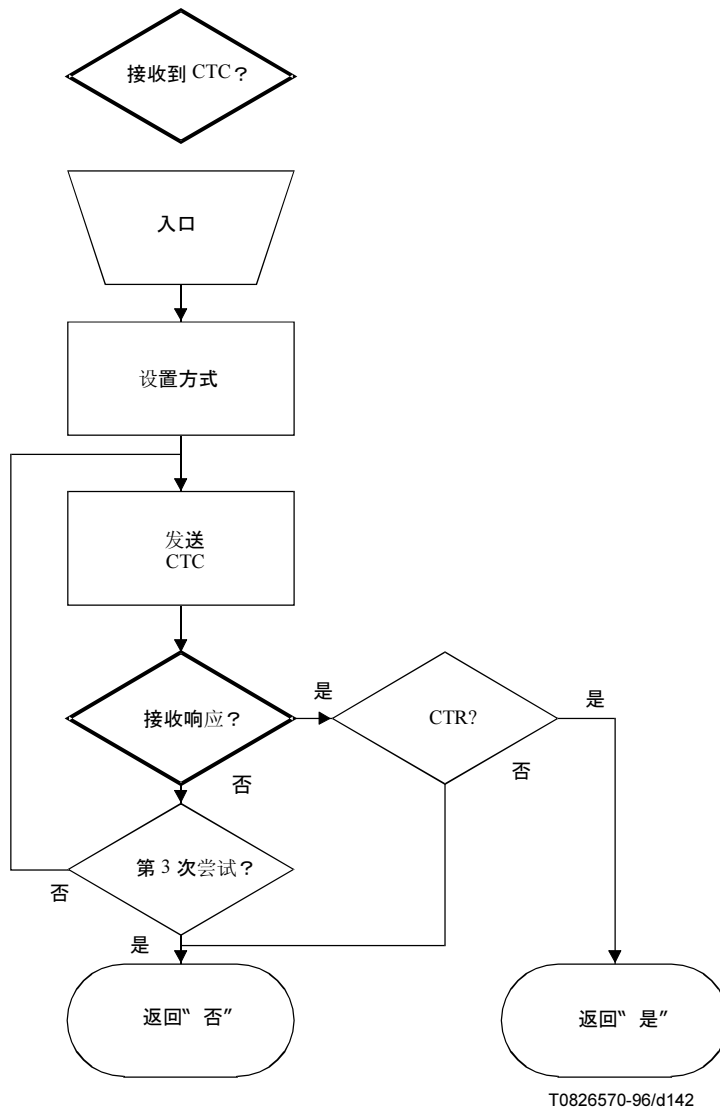 接收到 CTC？
入口
设置方式
发送
CTC
接收响应？
是
CTR?
是
否
否
第 3 次尝试？
否
是
返回“否”
返回“是”
T0826570-96/d142